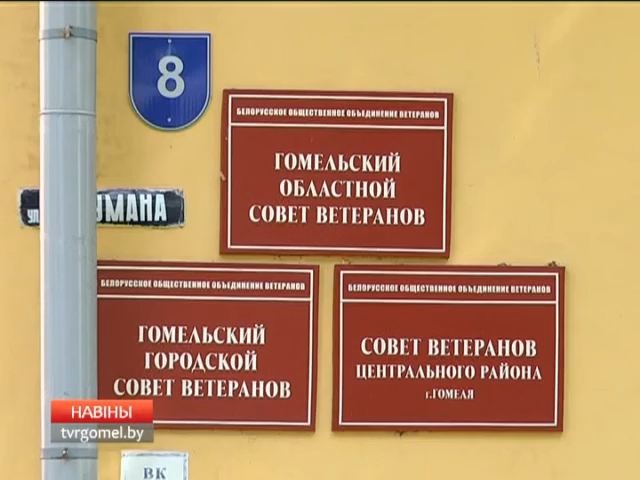 8
БЕЛОРУССКОЕ ОБЩЕСТВЕННОЕ ОБЪЕДИНЕНИЕ ВЕТЕРАНОВ
ГОМЕЛЬСКИЙ
ОБЛАСТНОЙ
СОВЕТ ВЕТЕРАНОВ
БЕЛОРУССКОЕ ОБЩЕСТВЕННОЕ ОБЪЕДИНЕНИЕ ВЕТЕРАНОВ
ГОМЕЛЬСКИЙ
ГОРОДСКОЙ
СОВЕТ ВЕТЕРАНОВ
БЕЛОРУССКОЕ ОБЩЕСТВЕННОЕ ОБЪЕДИНЕНИЕ ВЕТЕРАНОВ
СОВЕТ ВЕТЕРАНОВ
ЦЕНТРАЛЬНОГО РАЙОНА
г.ГОМЕЛЯ
НАВІНЫ
tvrgomel.by
ВК